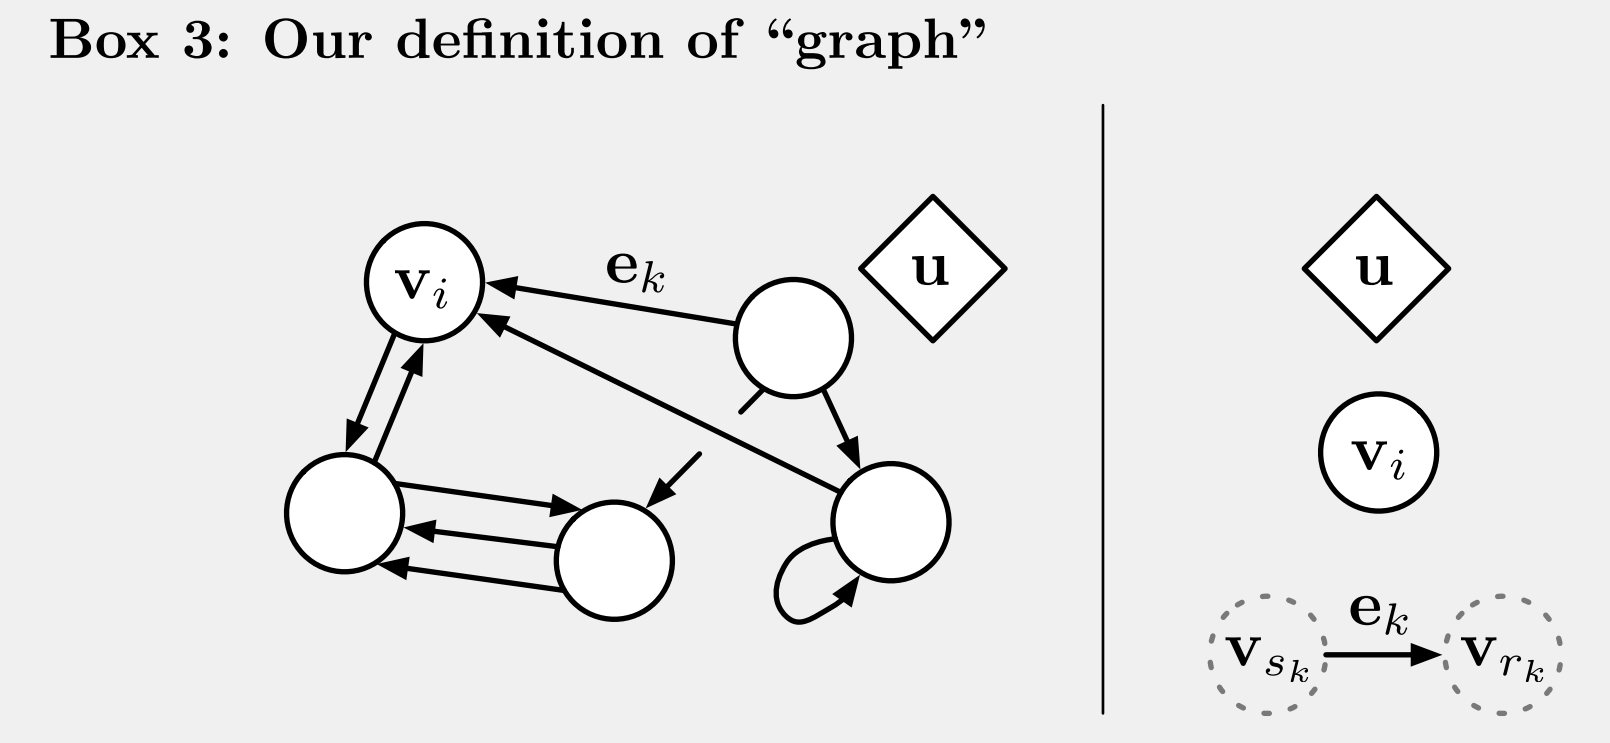 Box 3: Our definition of “graph”
v_i
e_k
u
u
v_i
e_k
v_{s_k} v_{r_k}